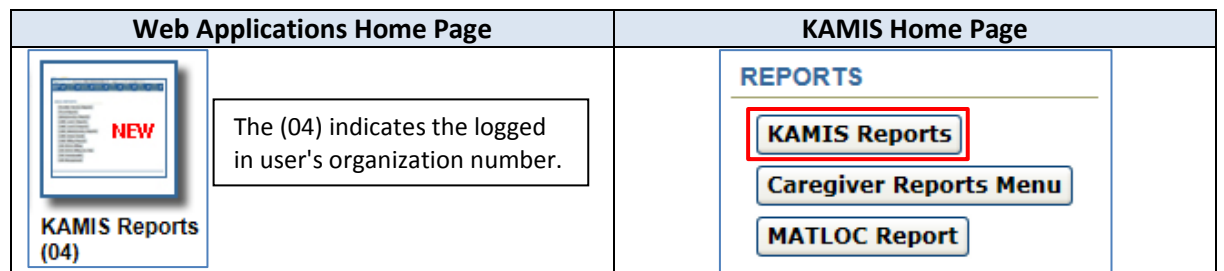 Web Applications Home Page
KAMIS Home Page
NEW
KAMIS Reports
(04)
The (04) indicates the logged
in user's organization number.
REPORTS
KAMIS Reports
Caregiver Reports Menu
MATLOC Report